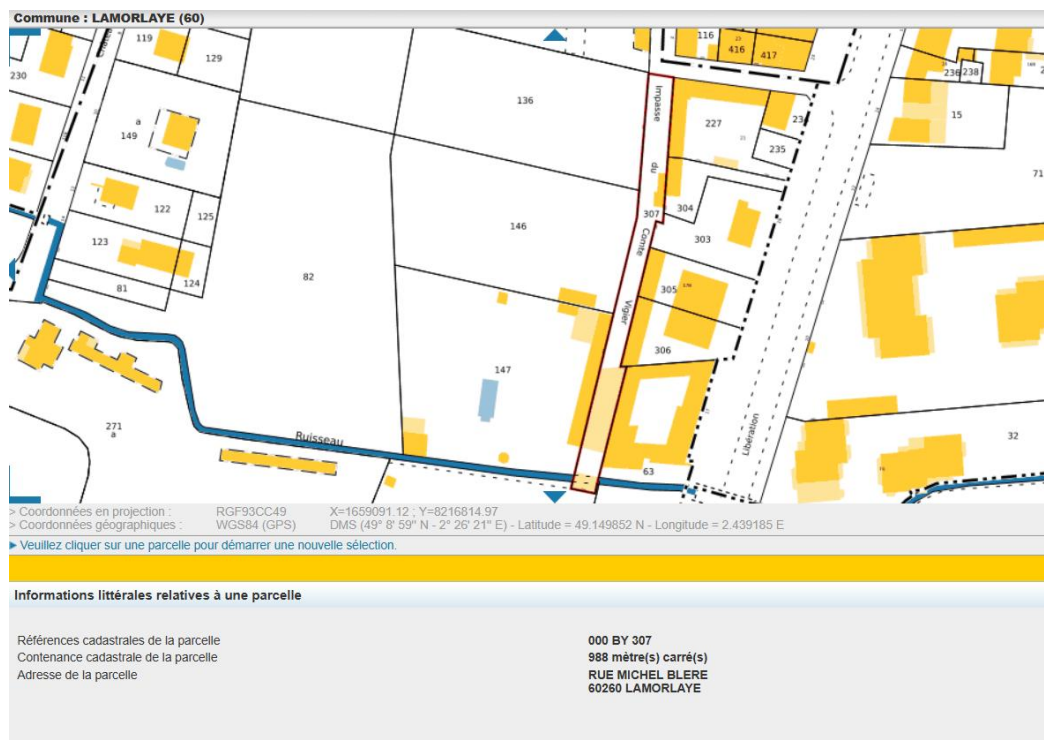 Commune : LAMORLAYE (60)
119
129
230
149
a
122
125
123
124
81
82
136
146
147
116
416
417
227
235
236
238
15
71
304
307
303
305
306
63
32
271
a
Impasse
du
Comte
Vigier
Ruisseau
Libération
> Coordonnées en projection : RGF93CC49 X=1659091.12 ; Y=8216814.97
> Coordonnées géographiques : WGS84 (GPS) DMS (49° 8' 59" N - 2° 26' 21" E) - Latitude = 49.149852 N - Longitude = 2.439185 E
Veuillez cliquer sur une parcelle pour démarrer une nouvelle sélection.
Informations littérales relatives à une parcelle
Références cadastrales de la parcelle 000 BY 307
Contenance cadastrale de la parcelle 988 mètre(s) carré(s)
Adresse de la parcelle RUE MICHEL BLERE
60260 LAMORLAYE